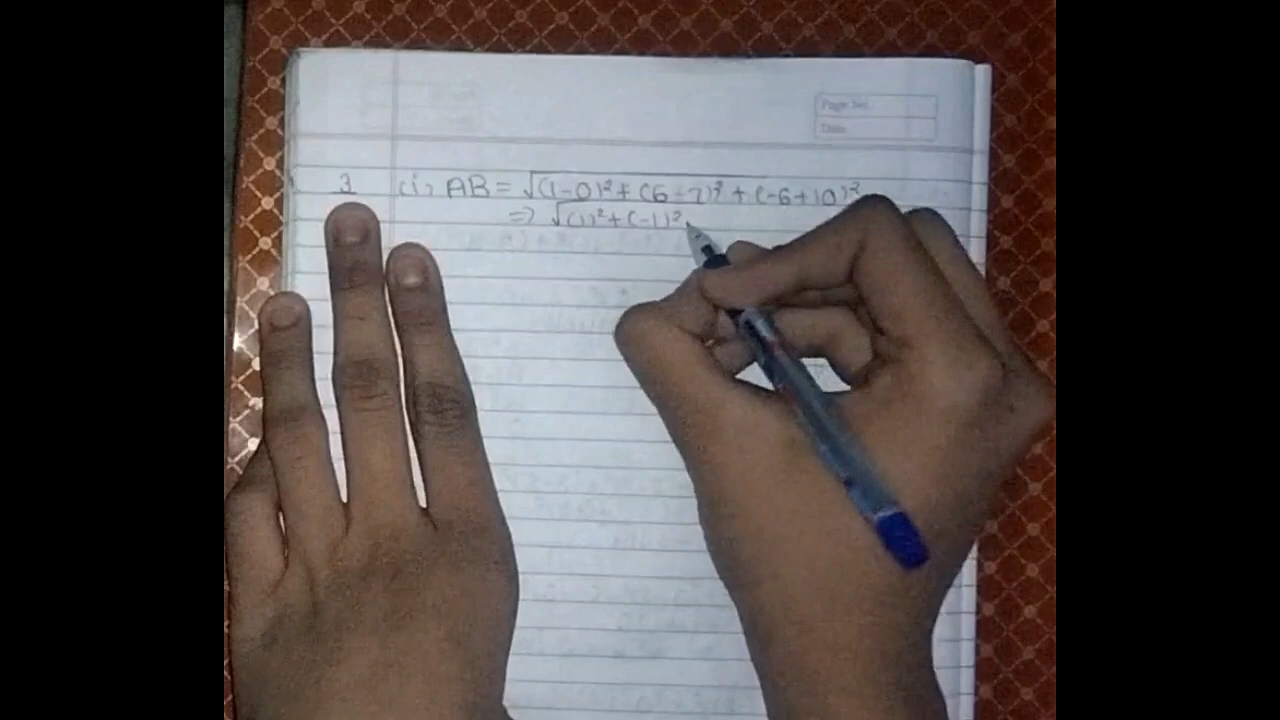 Page No.
Date
3 (i) AB = √(1-0)² + (6-7)² + (-6+10)²
=> √(1)² + (-1)²